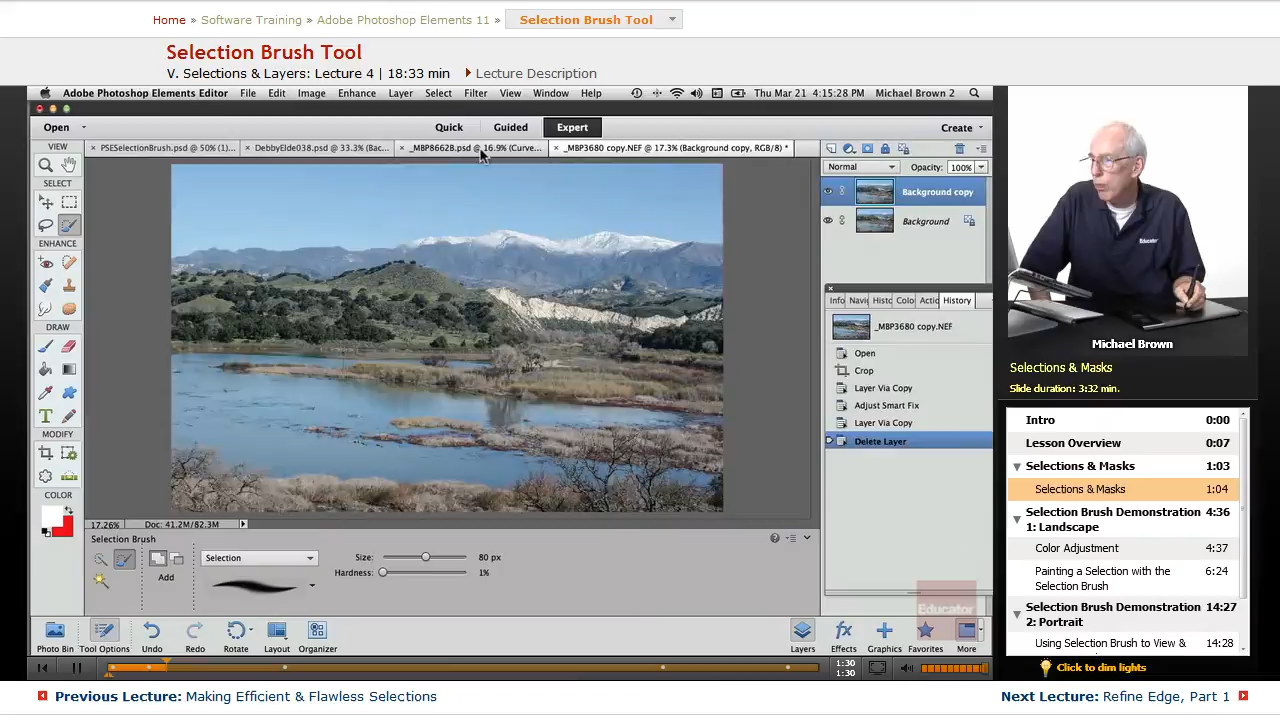 Home » Software Training » Adobe Photoshop Elements 11 » Selection Brush Tool
Selection Brush Tool
V. Selections & Layers: Lecture 4 | 18:33 min Lecture Description
Adobe Photoshop Elements Editor File Edit Image Enhance Layer Select Filter View Window Help Thu Mar 21 4:15:28 PM Michael Brown 2
Open Quick Guided Expert Create
VIEW × PSESelectionBrush.psd @ 50% (1)... × DebbyElde038.psd @ 33.3% (Bac... × _MBP8662B.psd @ 16.9% (Curve... × _MBP3680 copy.NEF @ 17.3% (Background copy, RGB/8) *
Normal Opacity: 100%
SELECT
Background copy
Background
ENHANCE
Info Navig Histo Colo Actio History
_MBP3680 copy.NEF
DRAW
Open
Crop
Layer Via Copy
Adjust Smart Fix
Layer Via Copy
Delete Layer
MODIFY
COLOR
17.26% Doc: 41.2M/82.3M
Selection Brush
Add
Selection
Size: 80 px
Hardness: 1%
Educator
Photo Bin Tool Options Undo Redo Rotate Layout Organizer Layers Effects Graphics Favorites More
1:30
1:30
Educator
Michael Brown
Selections & Masks
Slide duration: 3:32 min.
Intro 0:00
Lesson Overview 0:07
Selections & Masks 1:03
Selections & Masks 1:04
Selection Brush Demonstration 4:36
1: Landscape
Color Adjustment 4:37
Painting a Selection with the 6:24
Selection Brush
Selection Brush Demonstration 14:27
2: Portrait
Using Selection Brush to View & 14:28
Click to dim lights
Previous Lecture: Making Efficient & Flawless Selections
Next Lecture: Refine Edge, Part 1